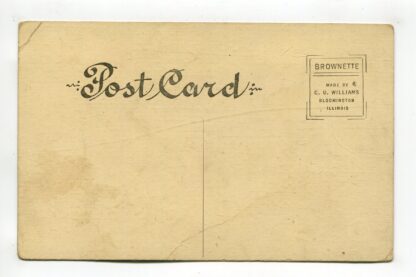 Post Card
BROWNETTE
MADE BY
C. U. WILLIAMS
BLOOMINGTON
ILLINOIS